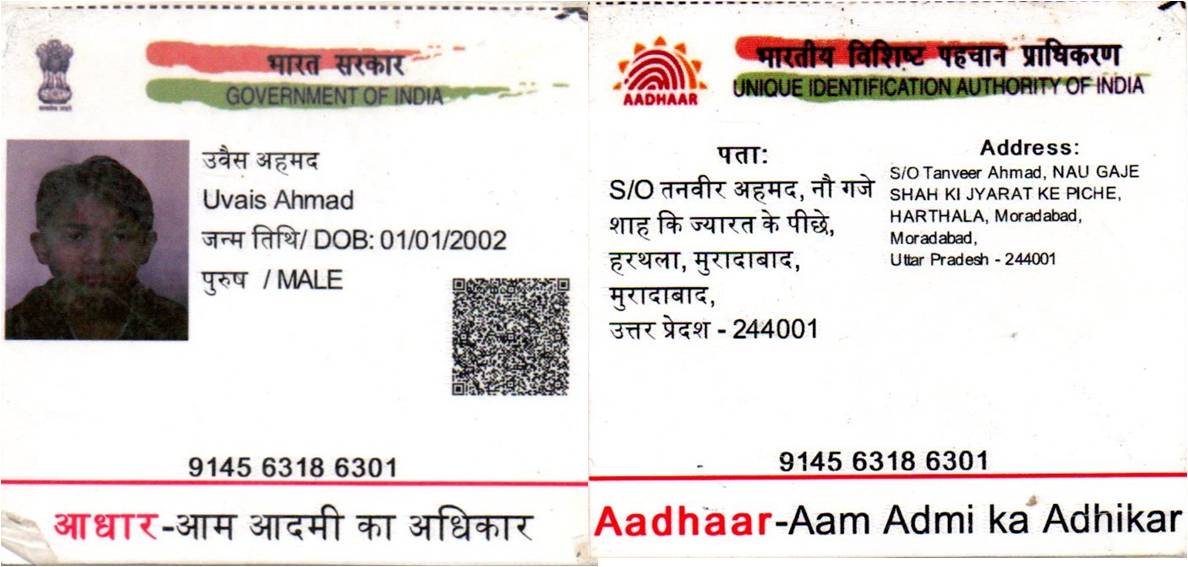 भारत सरकार
GOVERNMENT OF INDIA
उवैस अहमद
Uvais Ahmad
जन्म तिथि/ DOB: 01/01/2002
पुरुष / MALE
9145 6318 6301
आधार-आम आदमी का अधिकार
भारतीय विशिष्ट पहचान प्राधिकरण
AADHAAR
UNIQUE IDENTIFICATION AUTHORITY OF INDIA
पता:
S/O तनवीर अहमद, नौ गजे
शाह कि ज्यारत के पीछे,
हरथला, मुरादाबाद,
मुरादाबाद,
उत्तर प्रेदश - 244001
Address:
S/O Tanveer Ahmad, NAU GAJE
SHAH KI JYARAT KE PICHE,
HARTHALA, Moradabad,
Moradabad,
Uttar Pradesh - 244001
9145 6318 6301
Aadhaar-Aam Admi ka Adhikar